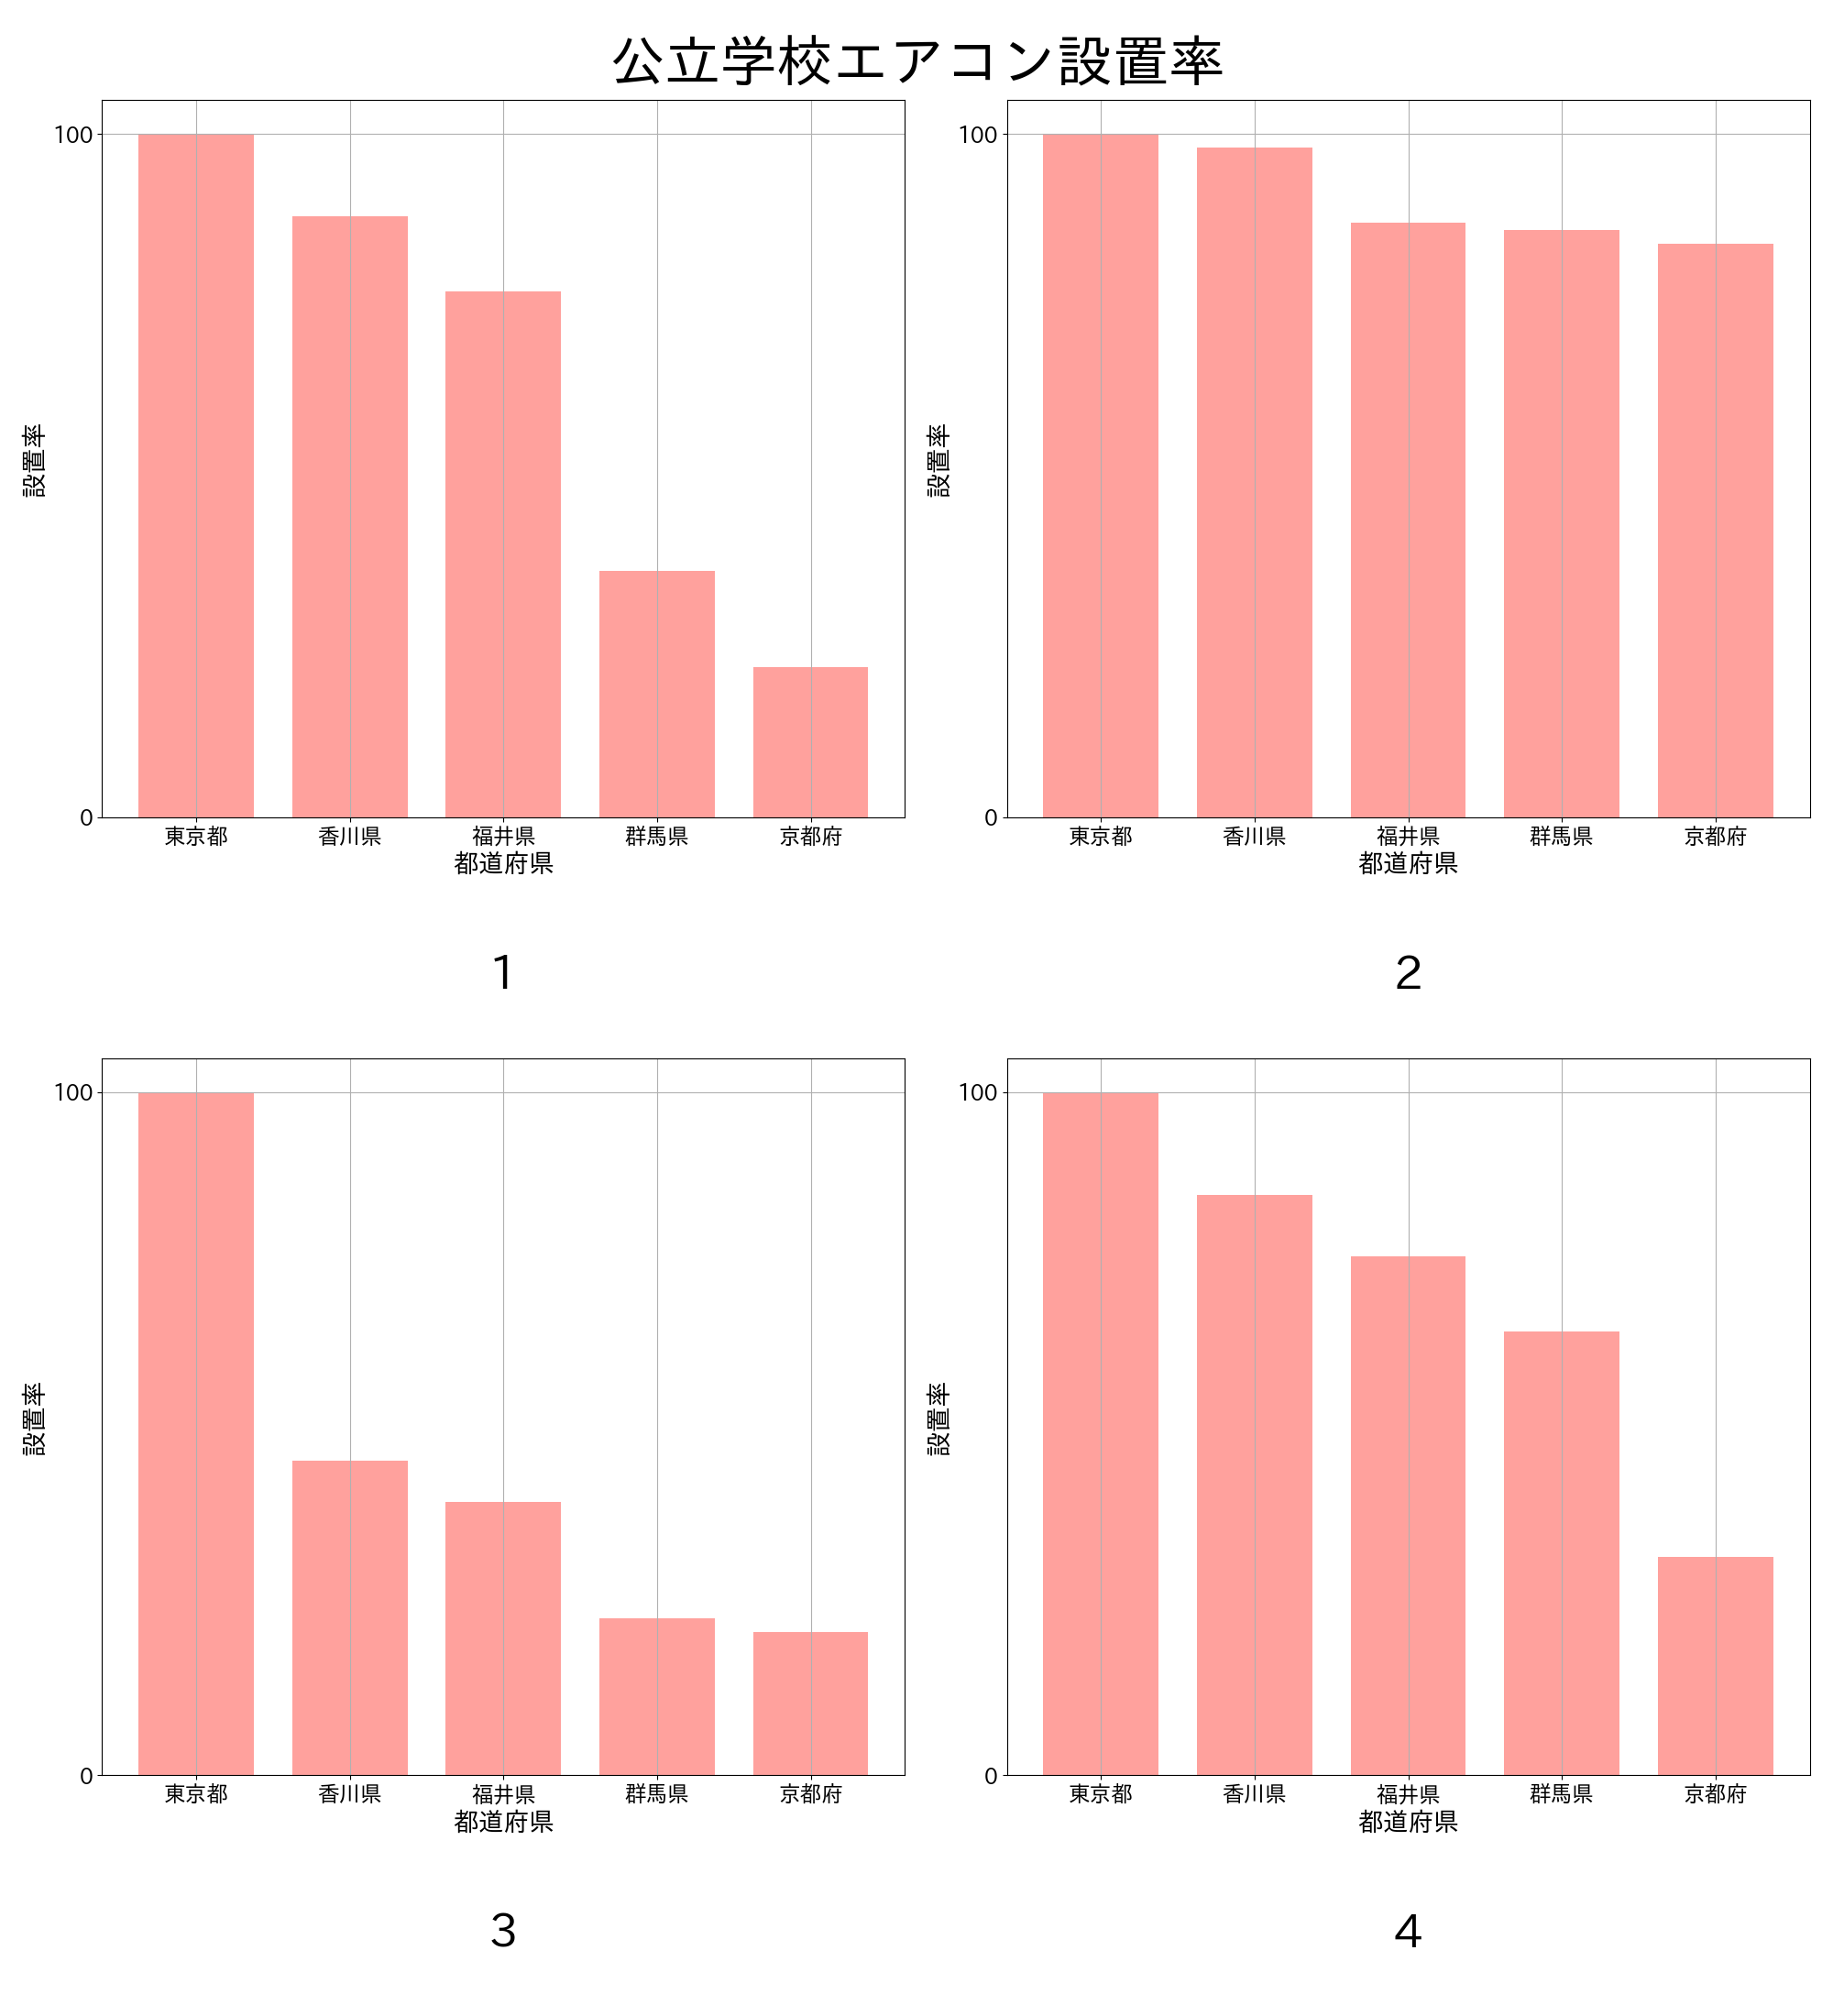 公立学校エアコン設置率
100
設置率
0
東京都 香川県 福井県 群馬県 京都府
都道府県
1
100
設置率
0
東京都 香川県 福井県 群馬県 京都府
都道府県
2
100
設置率
0
東京都 香川県 福井県 群馬県 京都府
都道府県
3
100
設置率
0
東京都 香川県 福井県 群馬県 京都府
都道府県
4